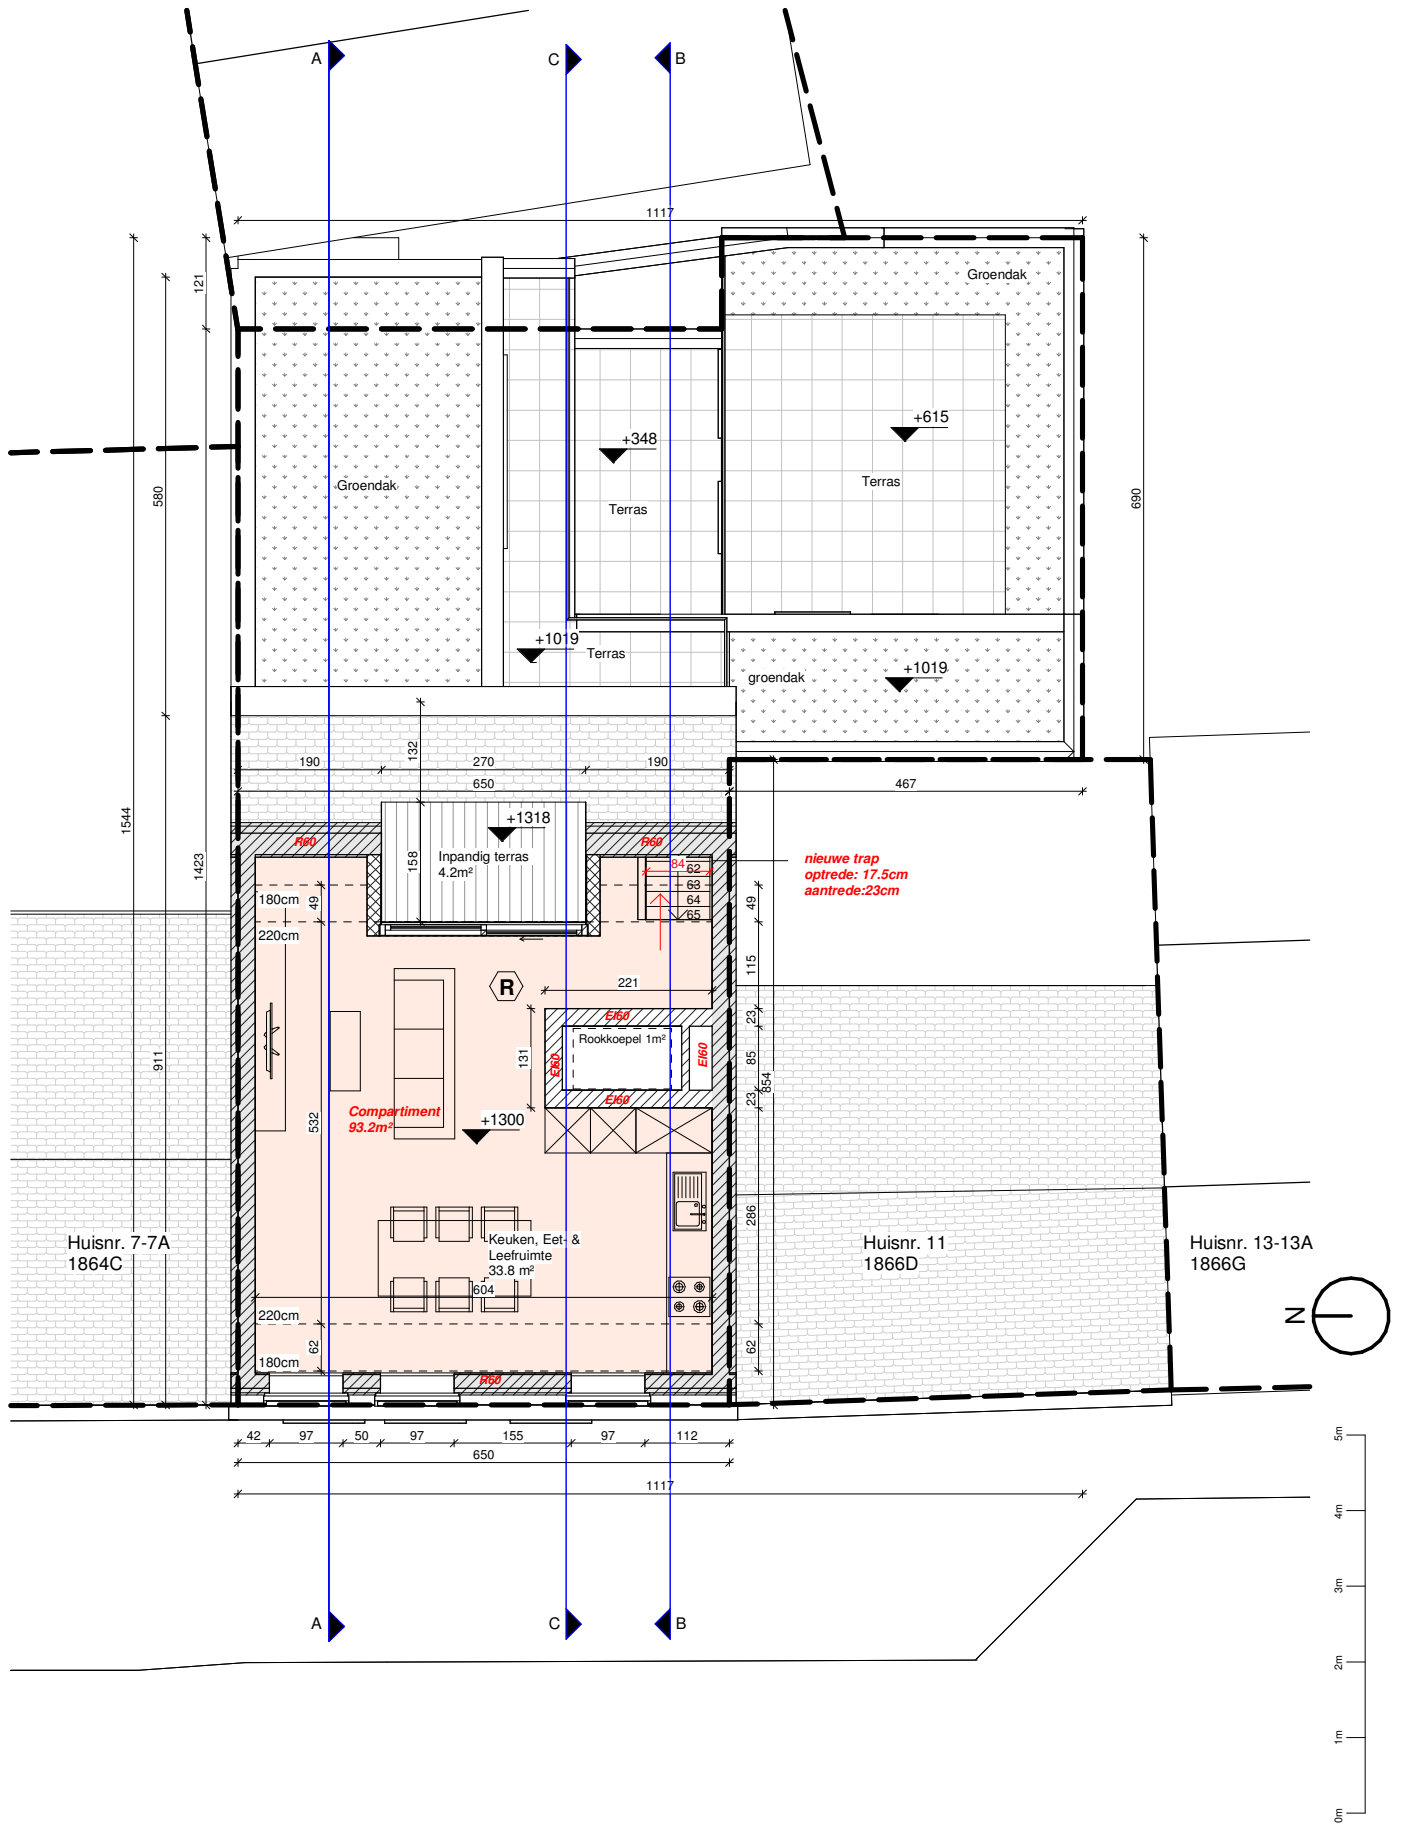 A
C
B
1117
121
Groendak
+615
+348
Groendak
Terras
580
690
Terras
+1019
Terras
+1019
groendak
132
190
270
190
650
467
1544
+1318
R60
R60
1423
158
Inpandig terras
4.2m²
84
62
63
64
65
nieuwe trap
optrede: 17.5cm
aantrede:23cm
180cm
49
49
220cm
115
R
221
EI60
23
Rookkoepel 1m²
131
EI60
EI60
85
854
911
EI60
23
Compartiment
93.2m²
532
+1300
286
Huisnr. 7-7A
1864C
Keuken, Eet- &
Leefruimte
33.8 m²
604
Huisnr. 11
1866D
Huisnr. 13-13A
1866G
N
220cm
62
62
180cm
R60
42
97
50
97
155
97
112
650
1117
5m
4m
3m
2m
1m
0m
A
C
B